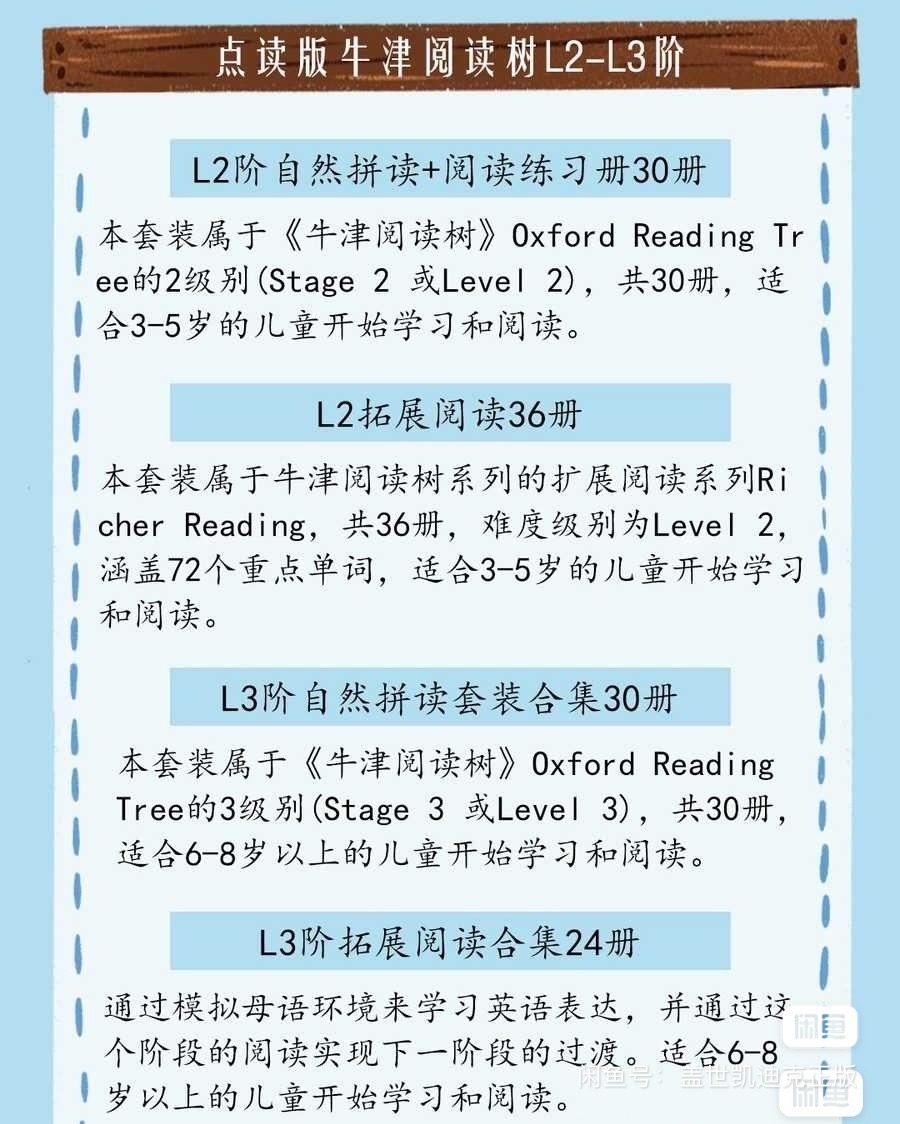 点读版牛津阅读树L2-L3阶
L2阶自然拼读+阅读练习册30册
本套装属于《牛津阅读树》Oxford Reading Tr
ee的2级别(Stage 2 或Level 2)，共30册，适
合3-5岁的儿童开始学习和阅读。
L2拓展阅读36册
本套装属于牛津阅读树系列的扩展阅读系列Ri
cher Reading，共36册，难度级别为Level 2，
涵盖72个重点单词，适合3-5岁的儿童开始学习
和阅读。
L3阶自然拼读套装合集30册
本套装属于《牛津阅读树》Oxford Reading
Tree的3级别(Stage 3 或Level 3)，共30册，
适合6-8岁以上的儿童开始学习和阅读。
L3阶拓展阅读合集24册
通过模拟母语环境来学习英语表达，并通过这
个阶段的阅读实现下一阶段的过渡。适合6-8
岁以上的儿童开始学习和阅读。
闲鱼
闲鱼号：盖世凯迪克正版
闲鱼